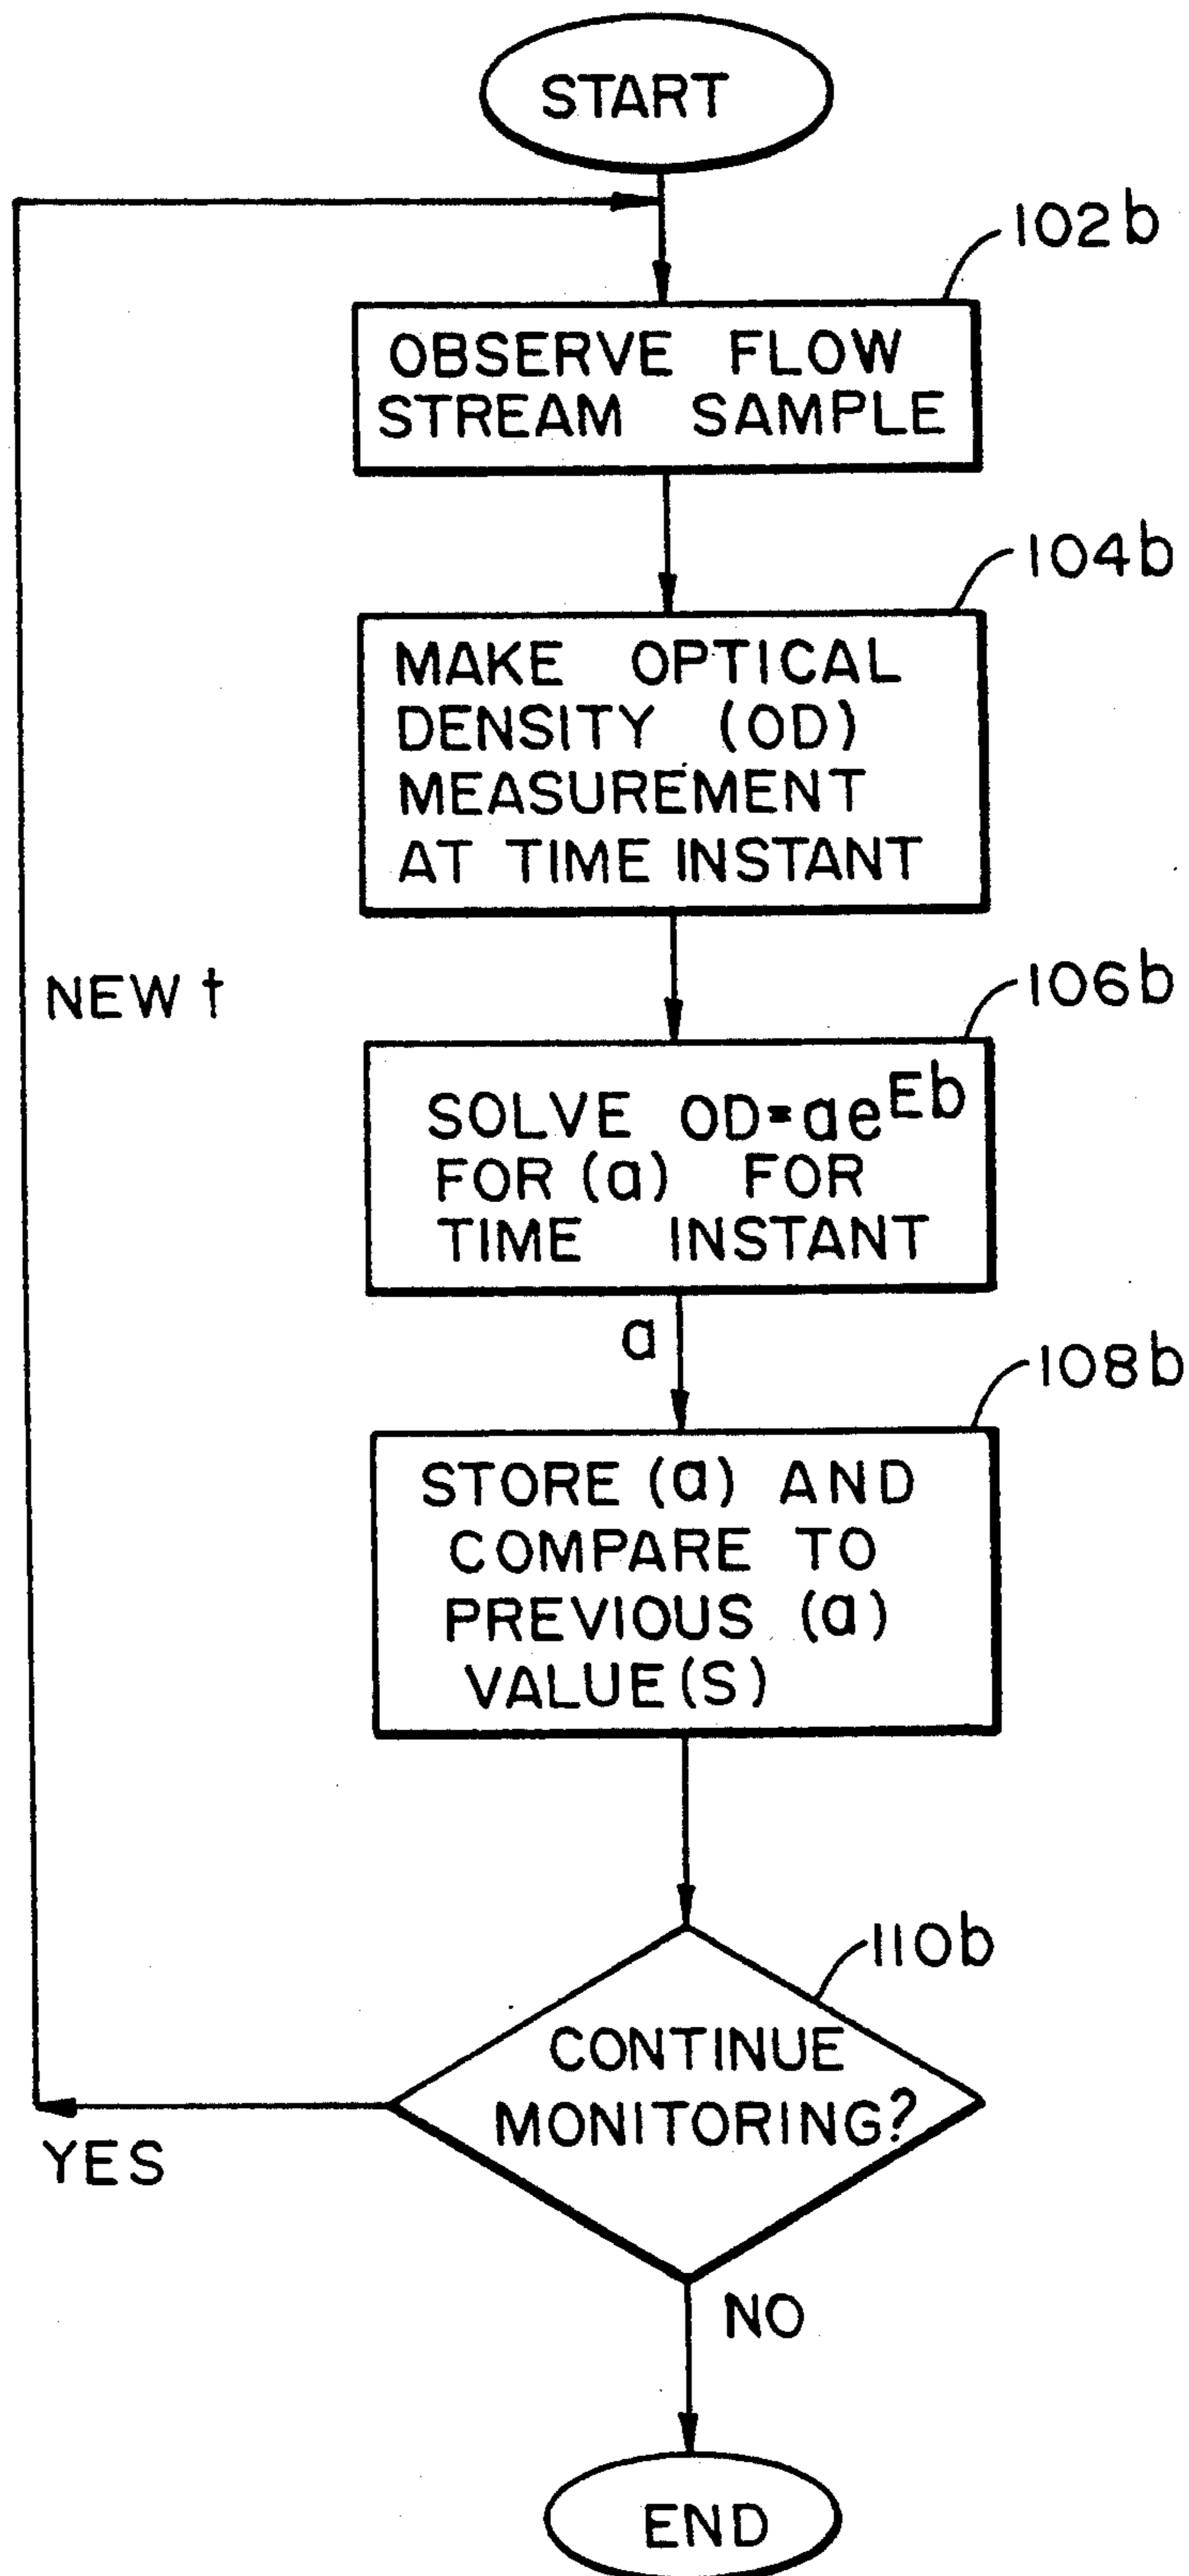 START
102b
OBSERVE FLOW
STREAM SAMPLE
104b
MAKE OPTICAL
DENSITY (OD)
MEASUREMENT
AT TIME INSTANT
NEW t
106b
SOLVE OD=ae^Eb
FOR (a) FOR
TIME INSTANT
a
108b
STORE (a) AND
COMPARE TO
PREVIOUS (a)
VALUE(S)
110b
CONTINUE
MONITORING?
YES
NO
END